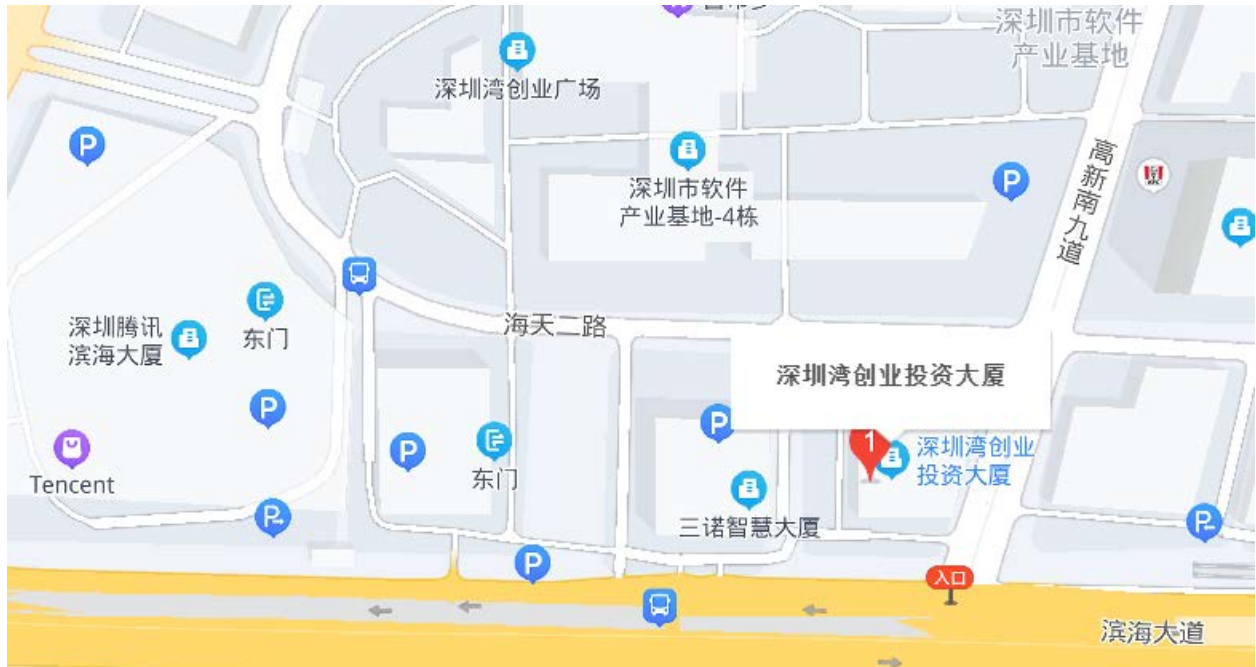 深圳市软件
产业基地
深圳湾创业广场
高新南九道
KFC
深圳市软件
产业基地-4栋
P
P
海天二路
深圳腾讯
滨海大厦
东门
深圳湾创业投资大厦
P
P
P
1
深圳湾创业
投资大厦
东门
Tencent
三诺智慧大厦
P
P
P
入口
滨海大道